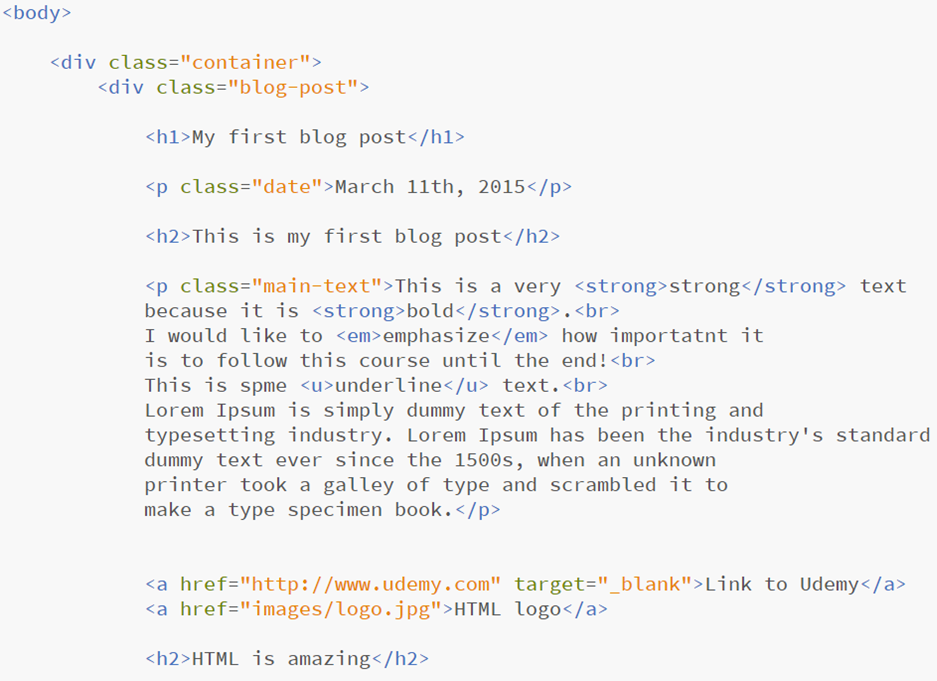 <body>
<div class="container">
<div class="blog-post">
<h1>My first blog post</h1>
<p class="date">March 11th, 2015</p>
<h2>This is my first blog post</h2>
<p class="main-text">This is a very <strong>strong</strong> text
because it is <strong>bold</strong>.<br>
I would like to <em>emphasize</em> how importatnt it
is to follow this course until the end!<br>
This is spme <u>underline</u> text.<br>
Lorem Ipsum is simply dummy text of the printing and
typesetting industry. Lorem Ipsum has been the industry's standard
dummy text ever since the 1500s, when an unknown
printer took a galley of type and scrambled it to
make a type specimen book.</p>
<a href="http://www.udemy.com" target="_blank">Link to Udemy</a>
<a href="images/logo.jpg">HTML logo</a>
<h2>HTML is amazing</h2>